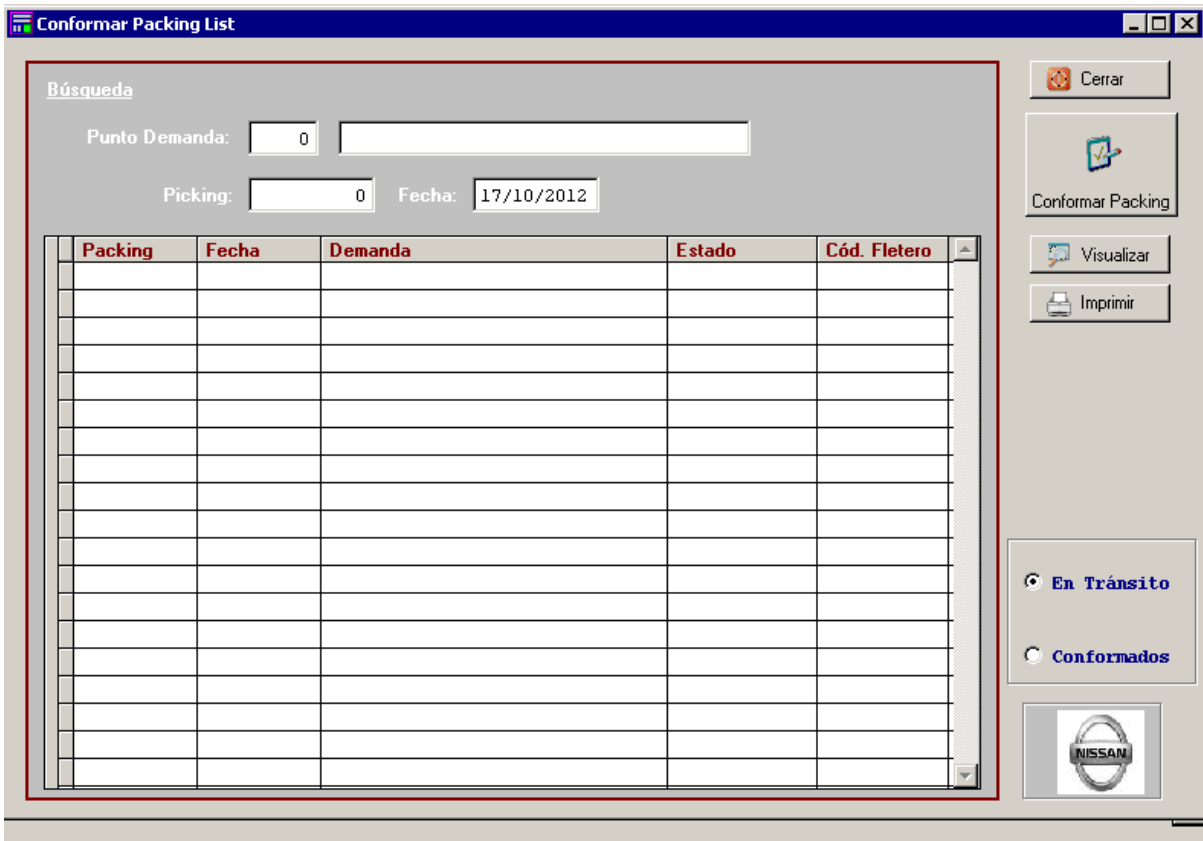 Conformar Packing List
Búsqueda
Cerrar
Punto Demanda: 0
Picking: 0 Fecha: 17/10/2012
Conformar Packing
Packing Fecha Demanda Estado Cód. Fletero
Visualizar
Imprimir
En Tránsito
Conformados
NISSAN